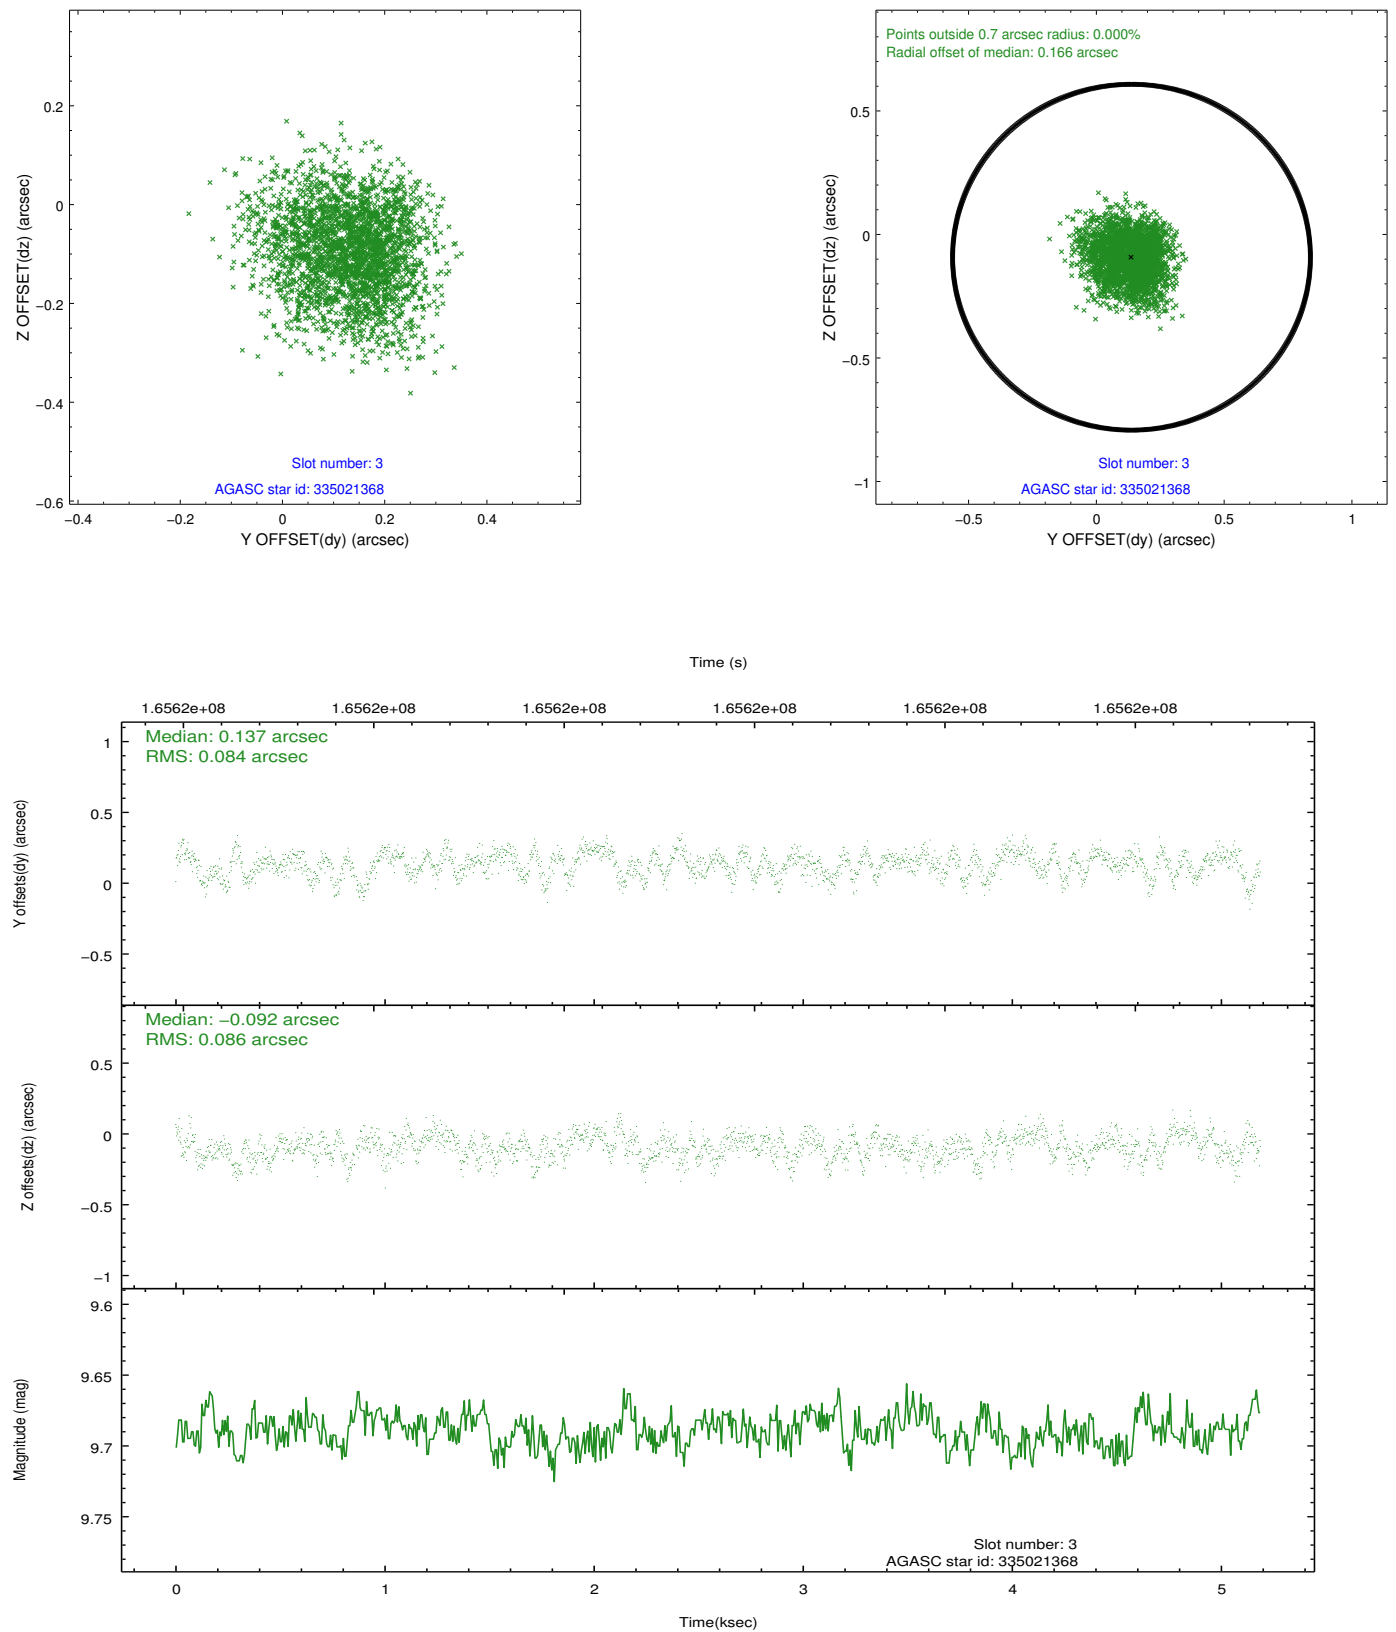 0.2
0
−0.2
−0.4
−0.6
Z OFFSET(dz) (arcsec)
Slot number: 3
AGASC star id: 335021368
−0.4
−0.2
0
0.2
0.4
Y OFFSET(dy) (arcsec)
Points outside 0.7 arcsec radius: 0.000%
Radial offset of median: 0.166 arcsec
0.5
0
−0.5
−1
Z OFFSET(dz) (arcsec)
Slot number: 3
AGASC star id: 335021368
−0.5
0
0.5
1
Y OFFSET(dy) (arcsec)
Time (s)
1.6562e+08
1.6562e+08
1.6562e+08
1.6562e+08
1.6562e+08
1.6562e+08
Median: 0.137 arcsec
RMS: 0.084 arcsec
1
0.5
0
−0.5
Y offsets(dy) (arcsec)
Median: −0.092 arcsec
RMS: 0.086 arcsec
0.5
0
−0.5
−1
Z offsets(dz) (arcsec)
9.6
9.65
9.7
9.75
Magnitude (mag)
Slot number: 3
AGASC star id: 335021368
0
1
2
3
4
5
Time(ksec)